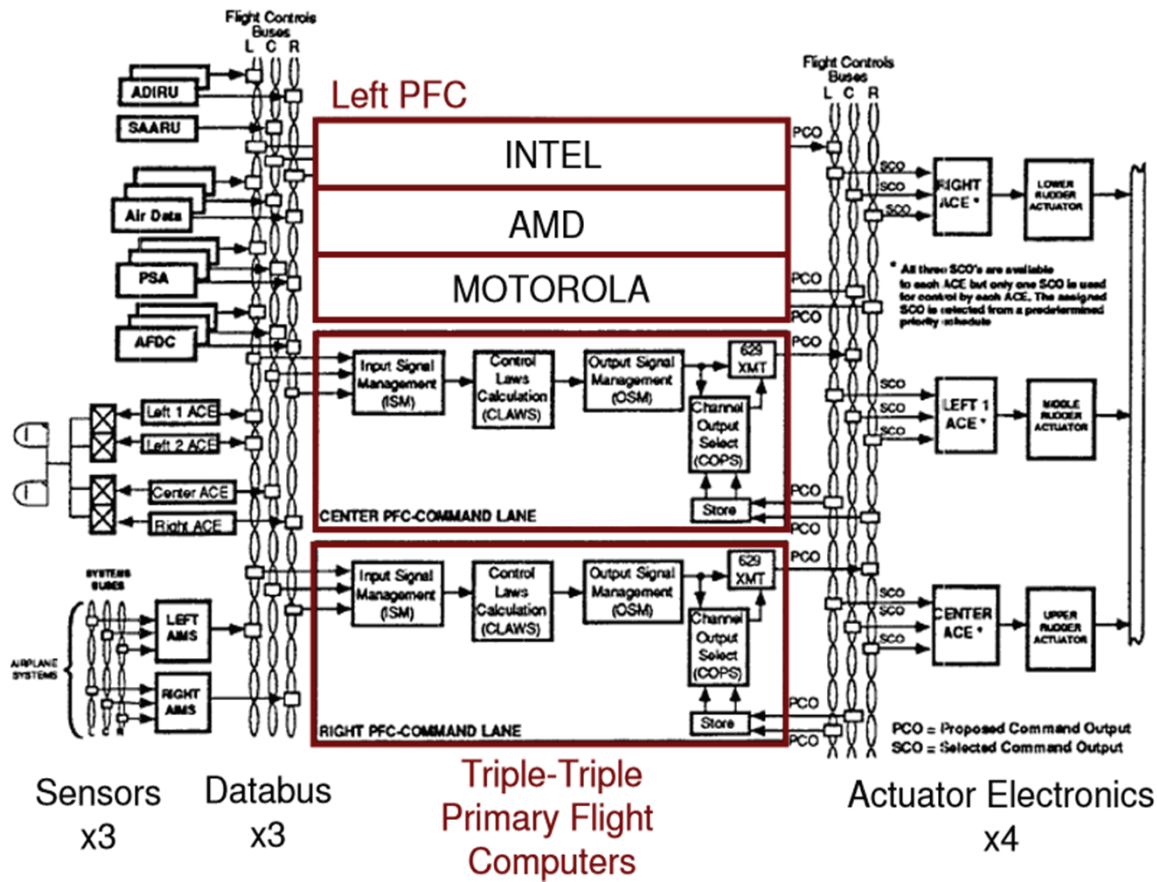 Flight Controls
Buses
L C R
ADIRU
SAARU
Air Data
PSA
AFDC
Left 1 ACE
Left 2 ACE
Center ACE
Right ACE
SYSTEMS
BUSES
AIRPLANE
SYSTEMS
L C R
LEFT
AIMS
RIGHT
AIMS
Left PFC
INTEL
AMD
MOTOROLA
Input Signal
Management
(ISM)
Control
Laws
Calculation
(CLAWS)
Output Signal
Management
(OSM)
629
XMT
Channel
Output
Select
(COPS)
Store
CENTER PFC-COMMAND LANE
Input Signal
Management
(ISM)
Control
Laws
Calculation
(CLAWS)
Output Signal
Management
(OSM)
629
XMT
Channel
Output
Select
(COPS)
Store
RIGHT PFC-COMMAND LANE
PCO
PCO
PCO
PCO
PCO
PCO
PCO
PCO
PCO
Flight Controls
Buses
L C R
SCO
SCO
SCO
RIGHT
ACE *
LOWER
RUDDER
ACTUATOR
* All three SCO's are available
to each ACE but only one SCO is used
for control by each ACE. The assigned
SCO is selected from a predetermined
priority schedule
SCO
SCO
SCO
LEFT 1
ACE *
MIDDLE
RUDDER
ACTUATOR
SCO
SCO
SCO
CENTER
ACE *
UPPER
RUDDER
ACTUATOR
PCO = Proposed Command Output
SCO = Selected Command Output
Sensors
x3
Databus
x3
Triple-Triple
Primary Flight
Computers
Actuator Electronics
x4